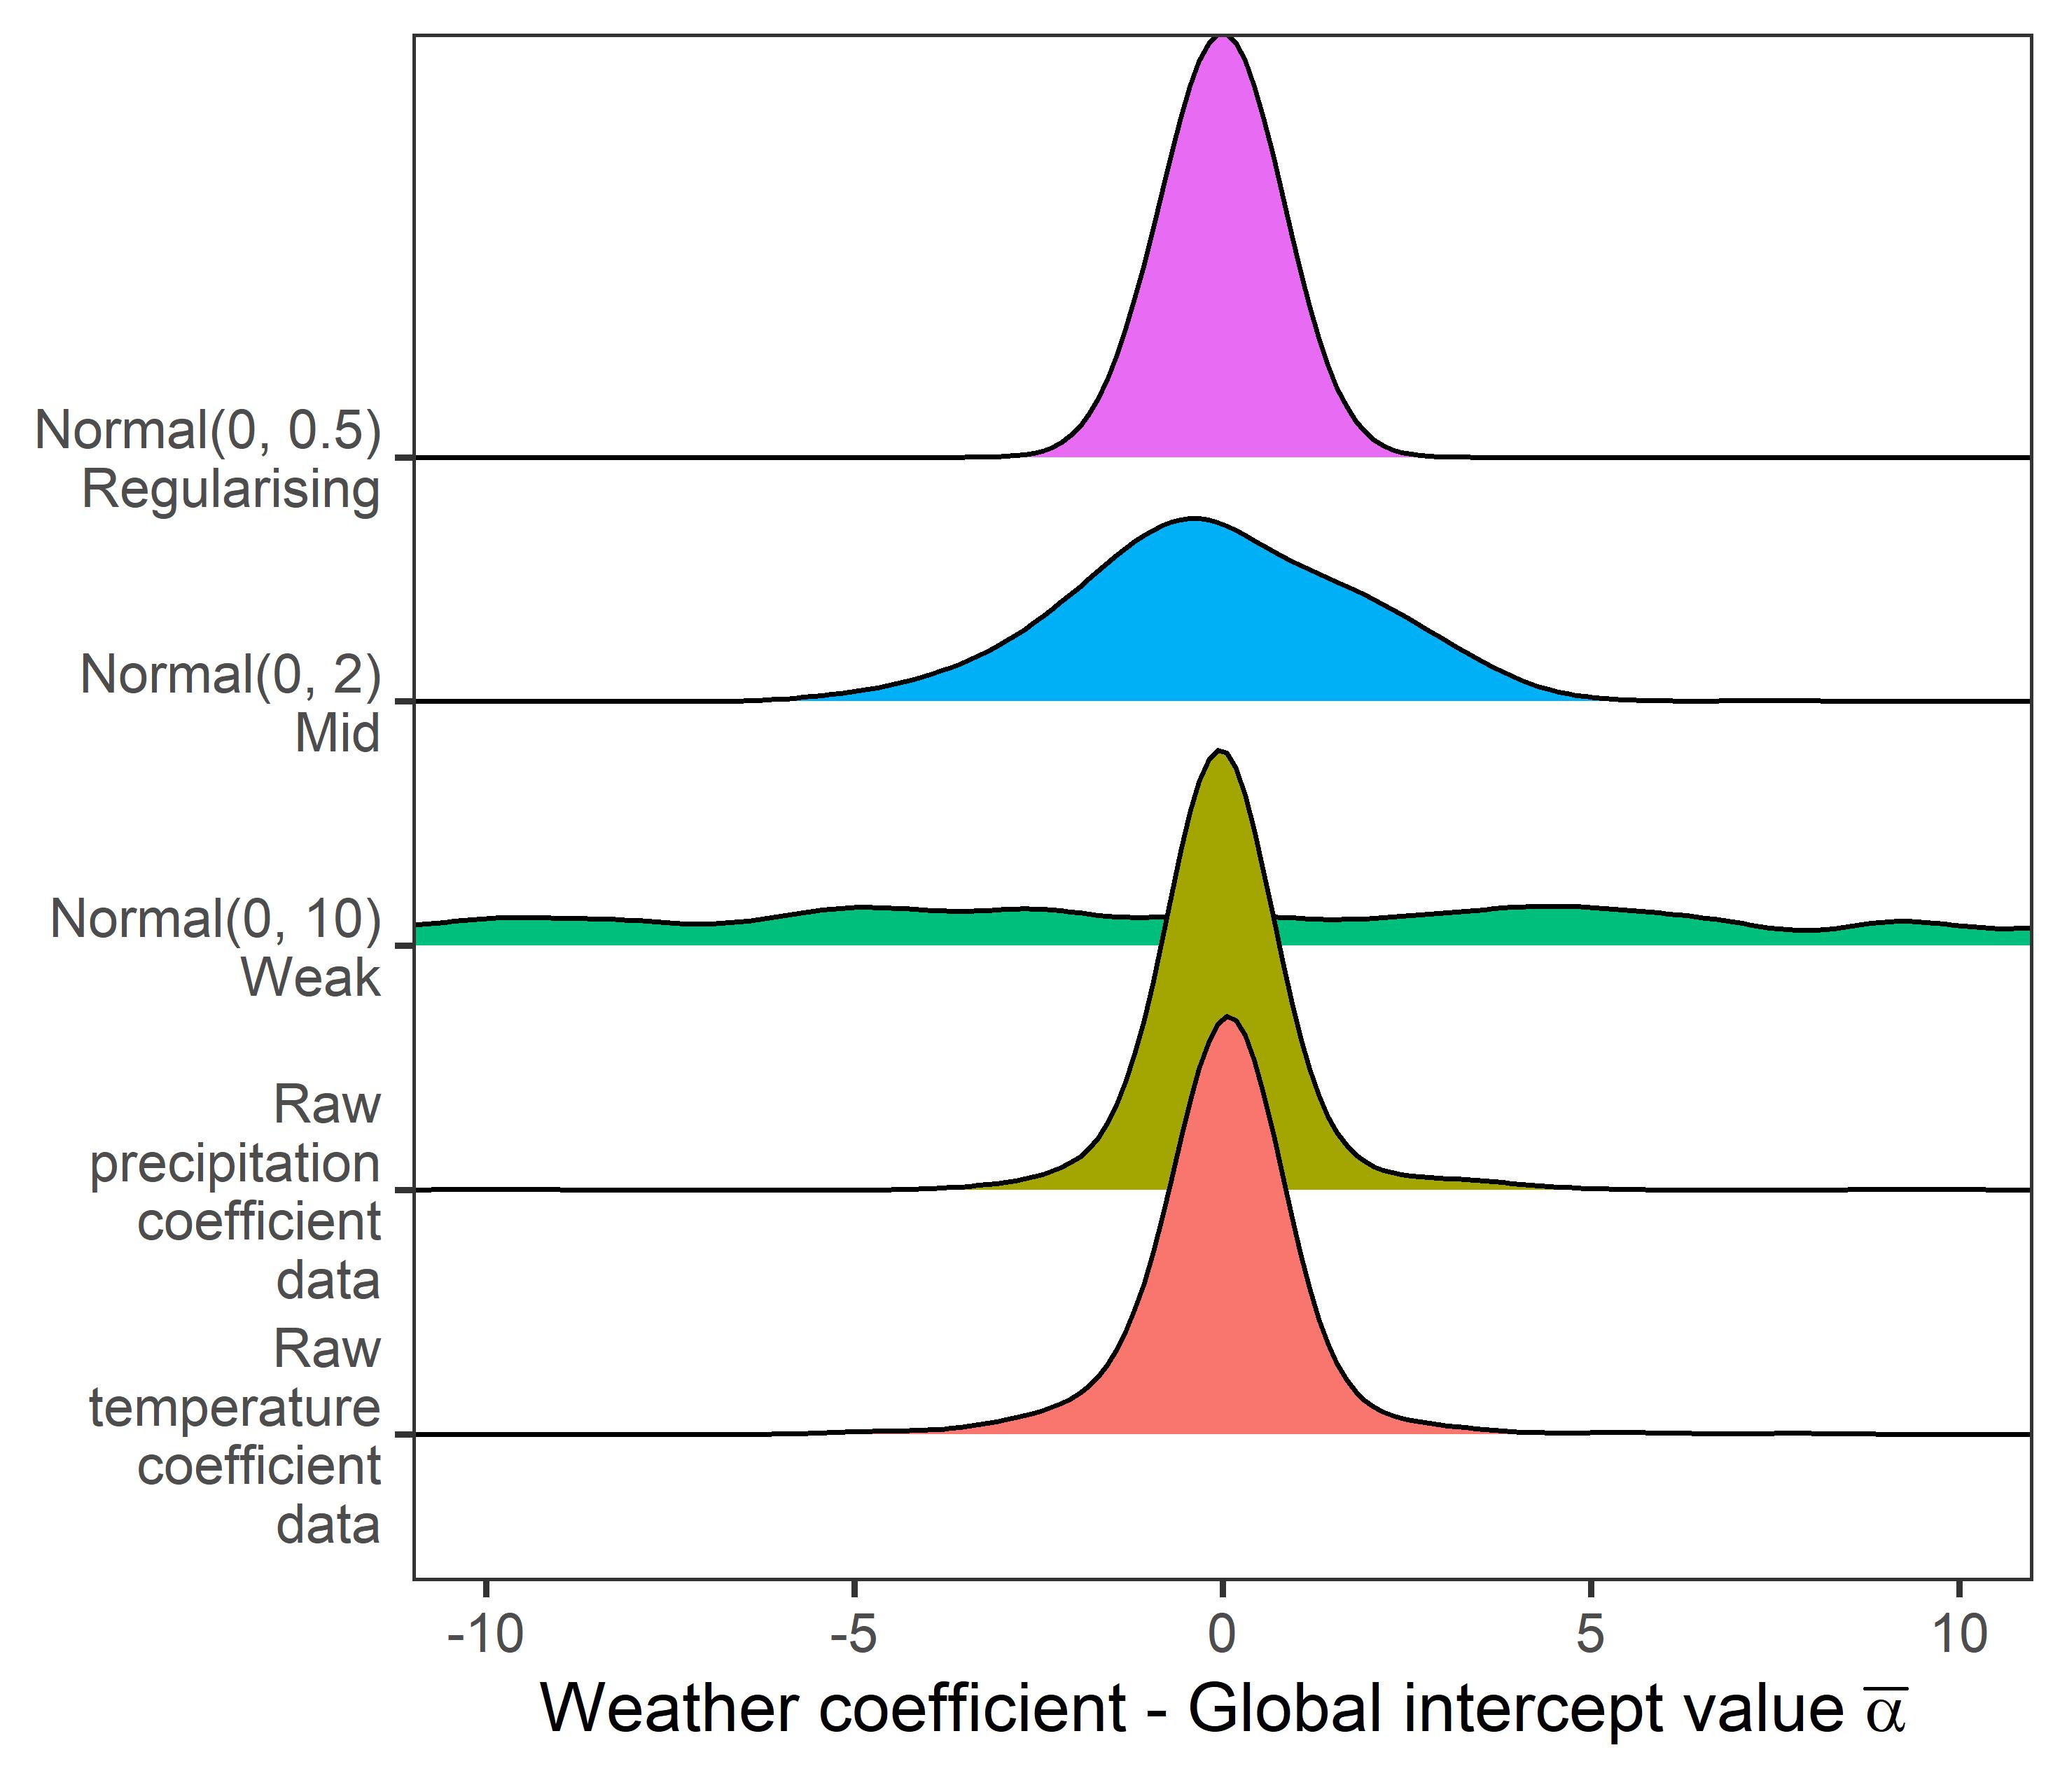 Normal(0, 0.5)
Regularising
Normal(0, 2)
Mid
Normal(0, 10)
Weak
Raw
precipitation
coefficient
data
Raw
temperature
coefficient
data
-10 -5 0 5 10
Weather coefficient - Global intercept value α̅